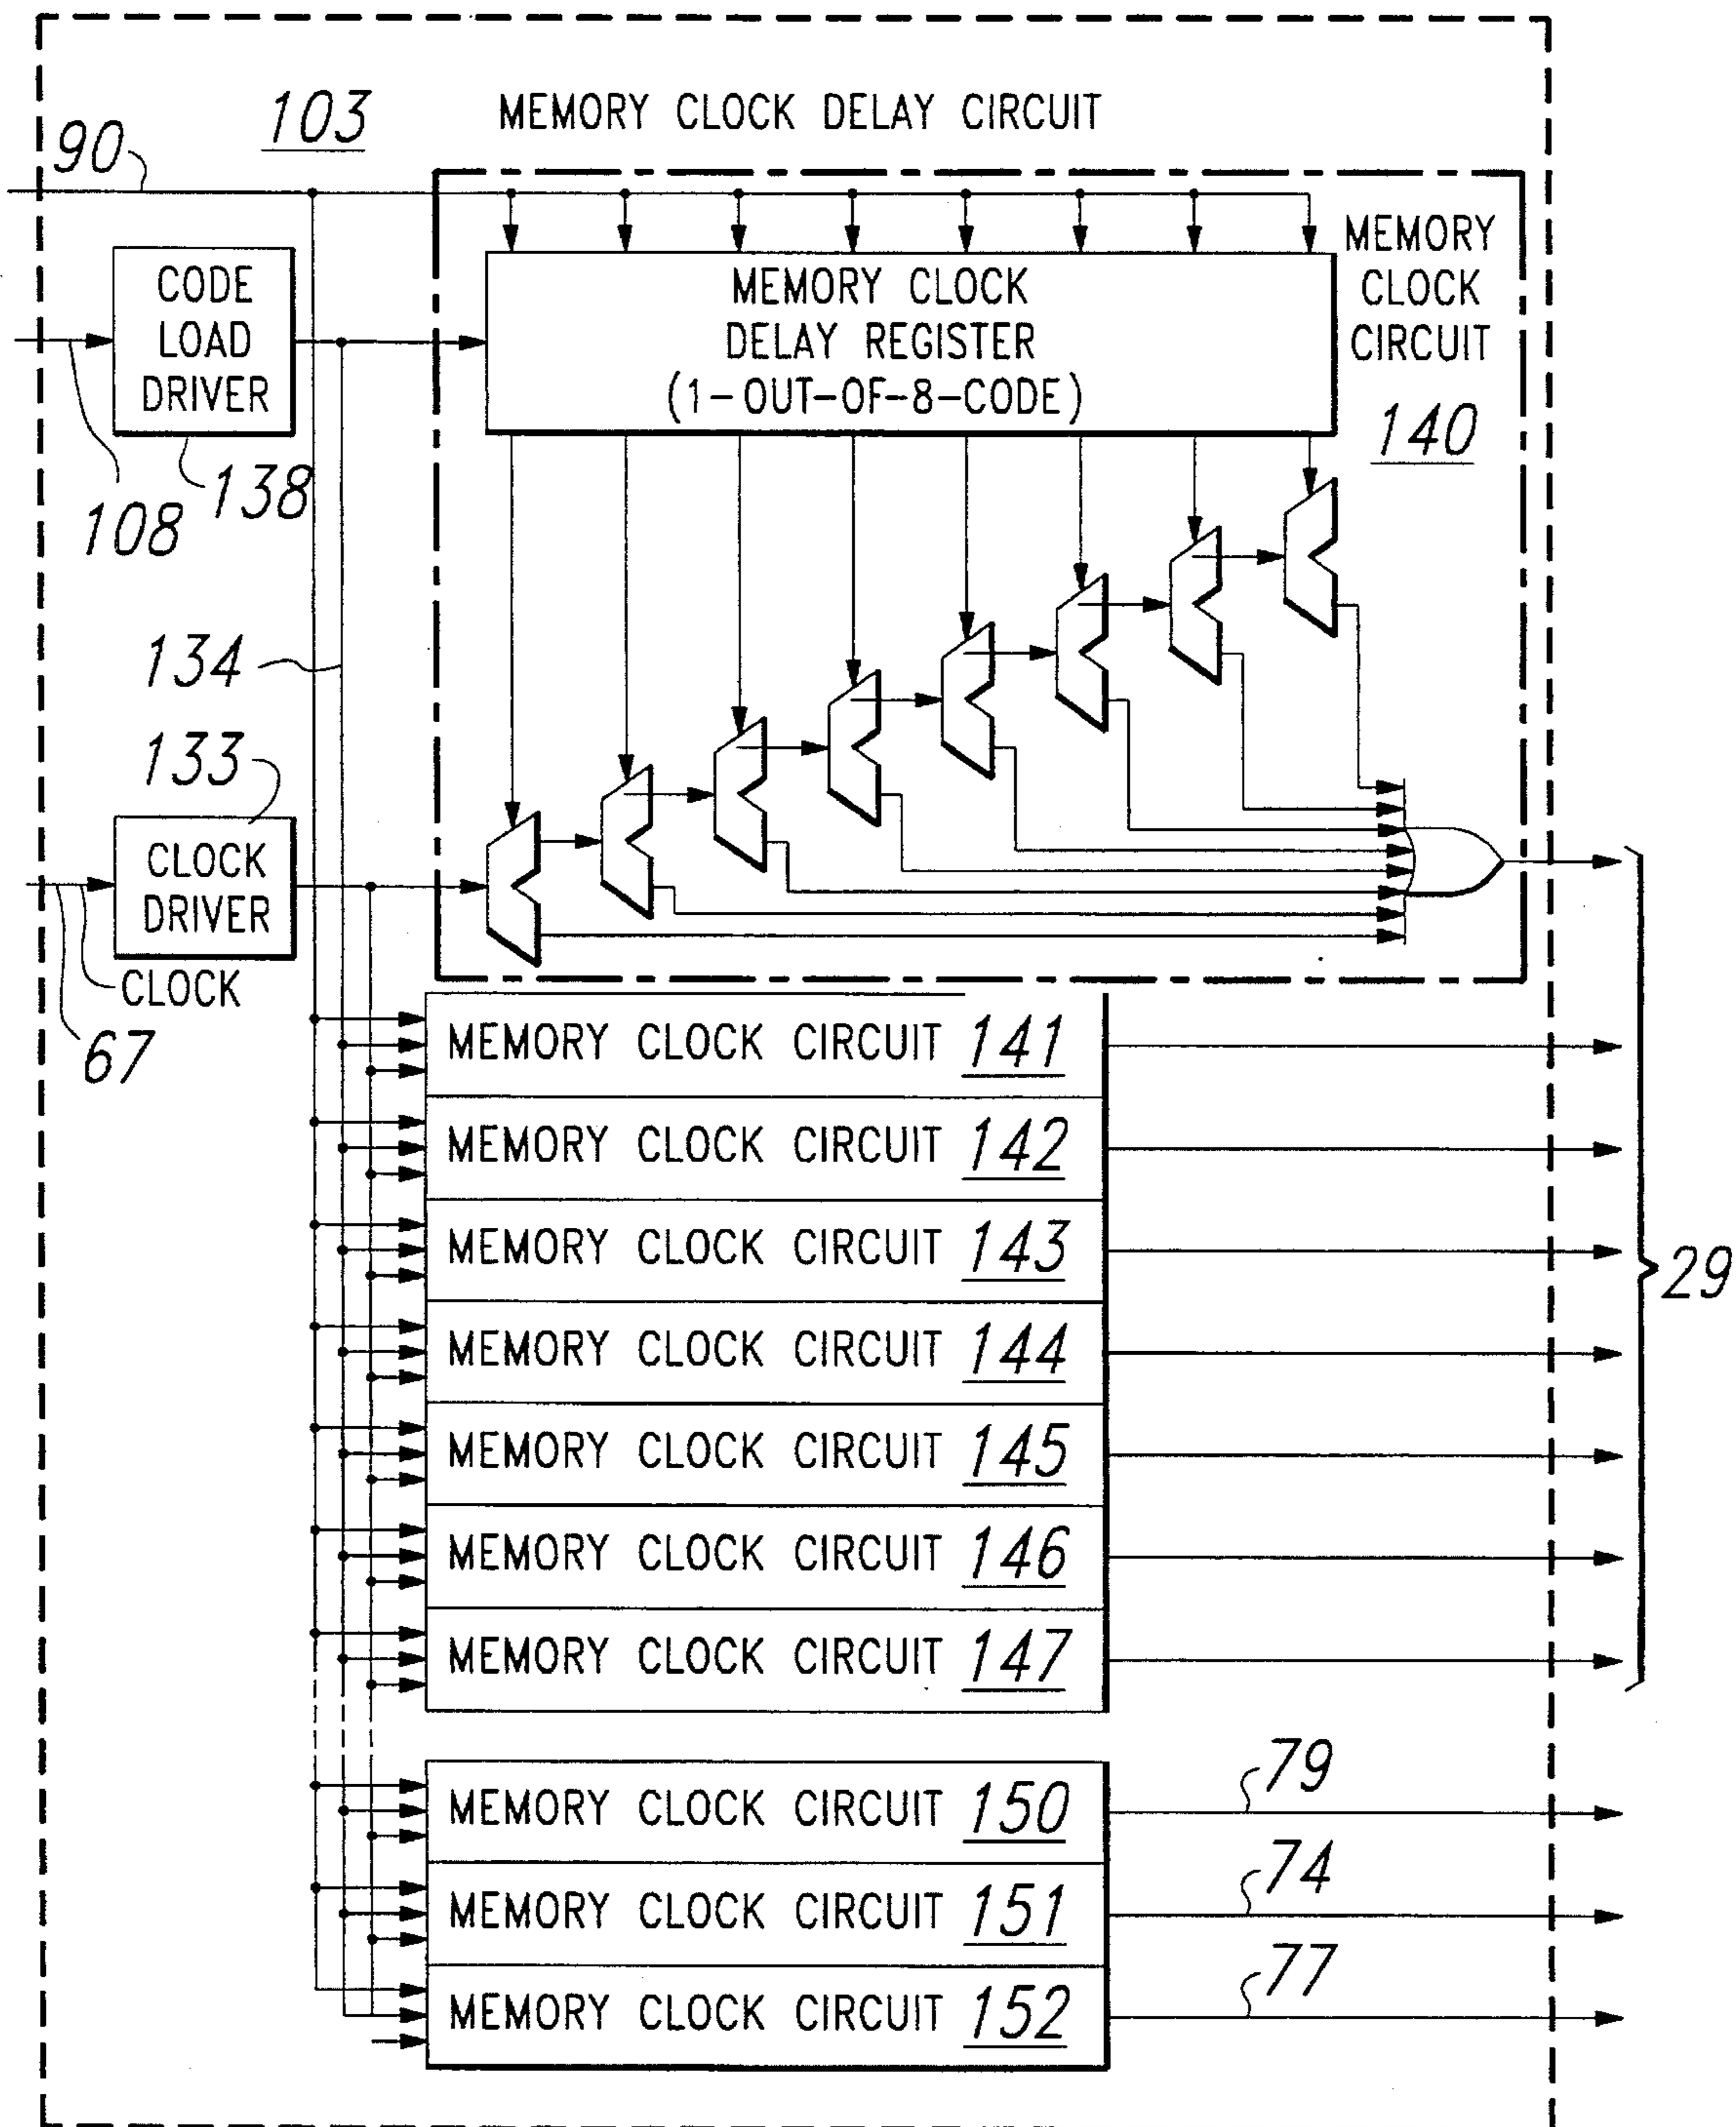 103
MEMORY CLOCK DELAY CIRCUIT
90
MEMORY
CLOCK
CIRCUIT
140
CODE
LOAD
DRIVER
138
108
MEMORY CLOCK
DELAY REGISTER
(1-OUT-OF-8-CODE)
134
133
CLOCK
DRIVER
CLOCK
67
MEMORY CLOCK CIRCUIT 141
MEMORY CLOCK CIRCUIT 142
MEMORY CLOCK CIRCUIT 143
MEMORY CLOCK CIRCUIT 144
MEMORY CLOCK CIRCUIT 145
MEMORY CLOCK CIRCUIT 146
MEMORY CLOCK CIRCUIT 147
29
MEMORY CLOCK CIRCUIT 150
79
MEMORY CLOCK CIRCUIT 151
74
MEMORY CLOCK CIRCUIT 152
77